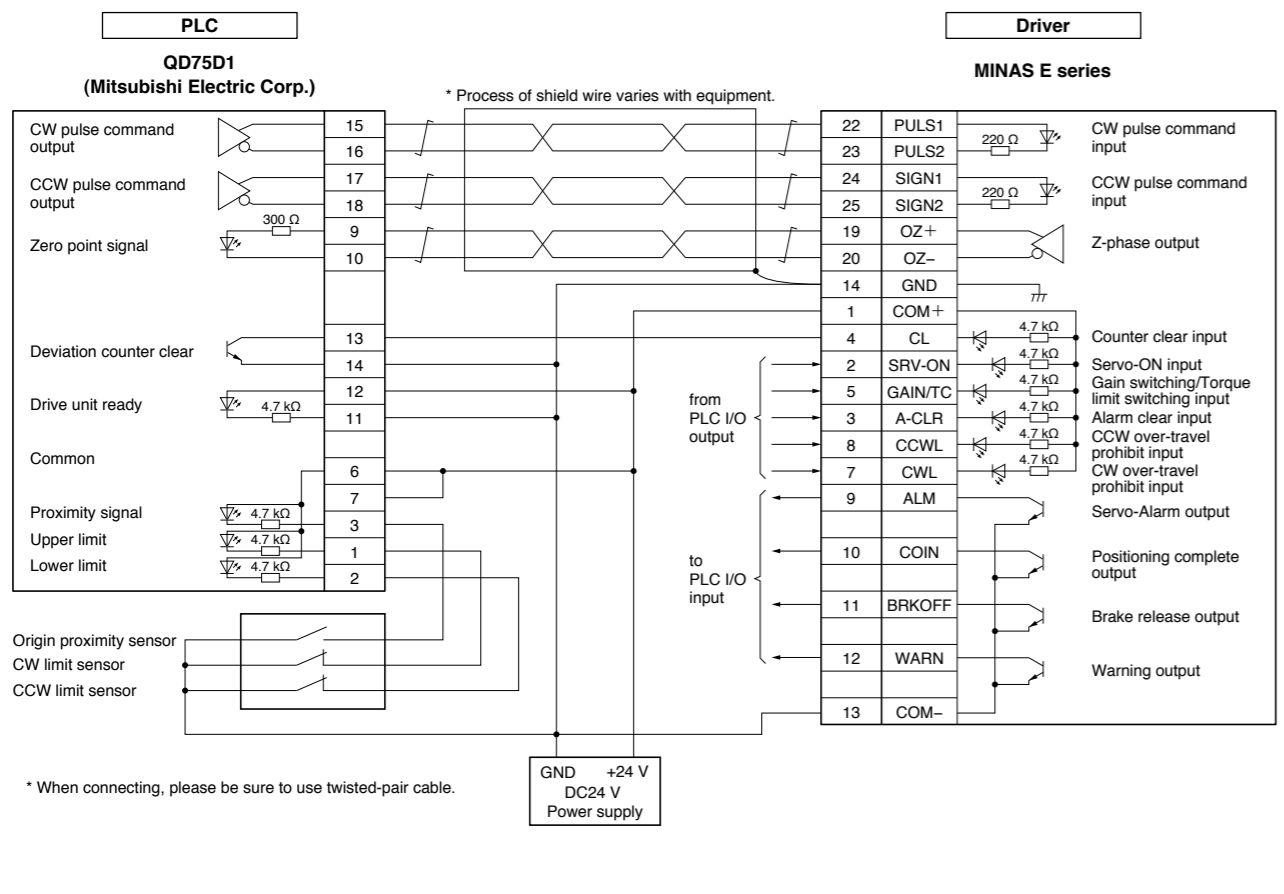 PLC
Driver
QD75D1
(Mitsubishi Electric Corp.)
MINAS E series
* Process of shield wire varies with equipment.
CW pulse command
output
15
16
CCW pulse command
output
17
18
Zero point signal
300 Ω
9
10
Deviation counter clear
13
14
Drive unit ready
4.7 kΩ
12
11
Common
6
7
Proximity signal
4.7 kΩ
3
Upper limit
4.7 kΩ
1
Lower limit
4.7 kΩ
2
Origin proximity sensor
CW limit sensor
CCW limit sensor
22 PULS1
23 PULS2
220 Ω
CW pulse command
input
24 SIGN1
25 SIGN2
220 Ω
CCW pulse command
input
19 OZ+
20 OZ−
Z-phase output
14 GND
1 COM+
4 CL 4.7 kΩ Counter clear input
2 SRV-ON 4.7 kΩ Servo-ON input
5 GAIN/TC 4.7 kΩ Gain switching/Torque
limit switching input
3 A-CLR 4.7 kΩ Alarm clear input
8 CCWL 4.7 kΩ CCW over-travel
prohibit input
7 CWL 4.7 kΩ CW over-travel
prohibit input
from
PLC I/O
output
9 ALM Servo-Alarm output
10 COIN Positioning complete
output
11 BRKOFF Brake release output
12 WARN Warning output
13 COM−
to
PLC I/O
input
GND +24 V
DC24 V
Power supply
* When connecting, please be sure to use twisted-pair cable.